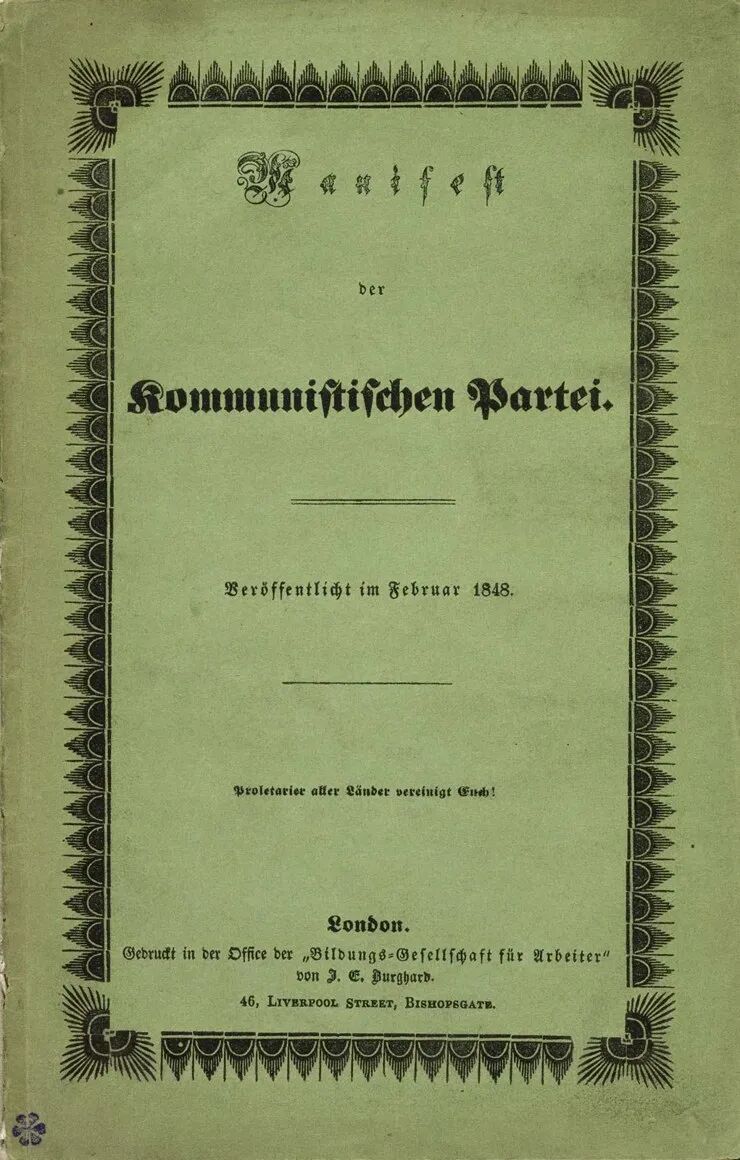 Manifest
der
Kommunistischen Partei.
Veröffentlicht im Februar 1848.
Proletarier aller Länder vereinigt Euch!
London.
Gedruckt in der Office der „Bildungs=Gesellschaft für Arbeiter"
von J. E. Burghard.
46, LIVERPOOL STREET, BISHOPSGATE.